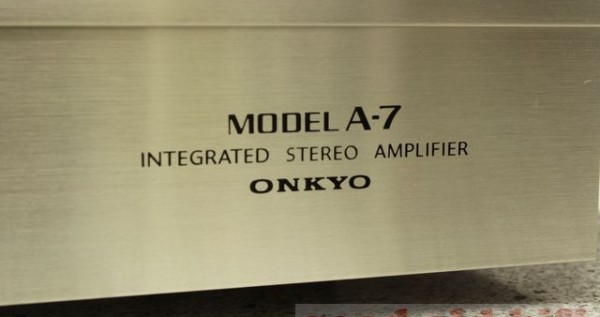 MODEL A-7
INTEGRATED STEREO AMPLIFIER
ONKYO